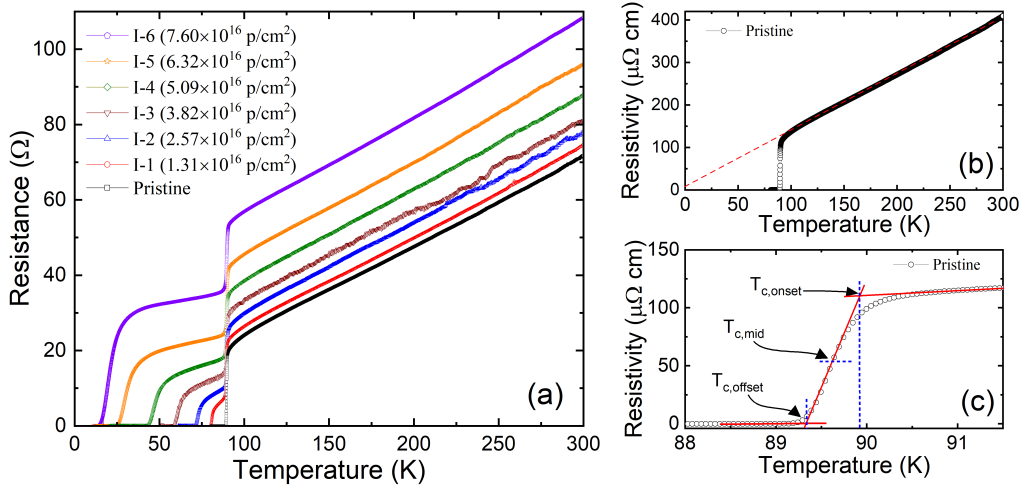 I-6 (7.60×10¹⁶ p/cm²)
I-5 (6.32×10¹⁶ p/cm²)
I-4 (5.09×10¹⁶ p/cm²)
I-3 (3.82×10¹⁶ p/cm²)
I-2 (2.57×10¹⁶ p/cm²)
I-1 (1.31×10¹⁶ p/cm²)
Pristine
(a)
Resistance (Ω)
100
80
60
40
20
0
0 50 100 150 200 250 300
Temperature (K)
Pristine
(b)
Resistivity (μΩ cm)
400
300
200
100
0
0 50 100 150 200 250 300
Temperature (K)
Pristine
T_c,onset
T_c,mid
T_c,offset
(c)
Resistivity (μΩ cm)
150
100
50
0
88 89 90 91
Temperature (K)